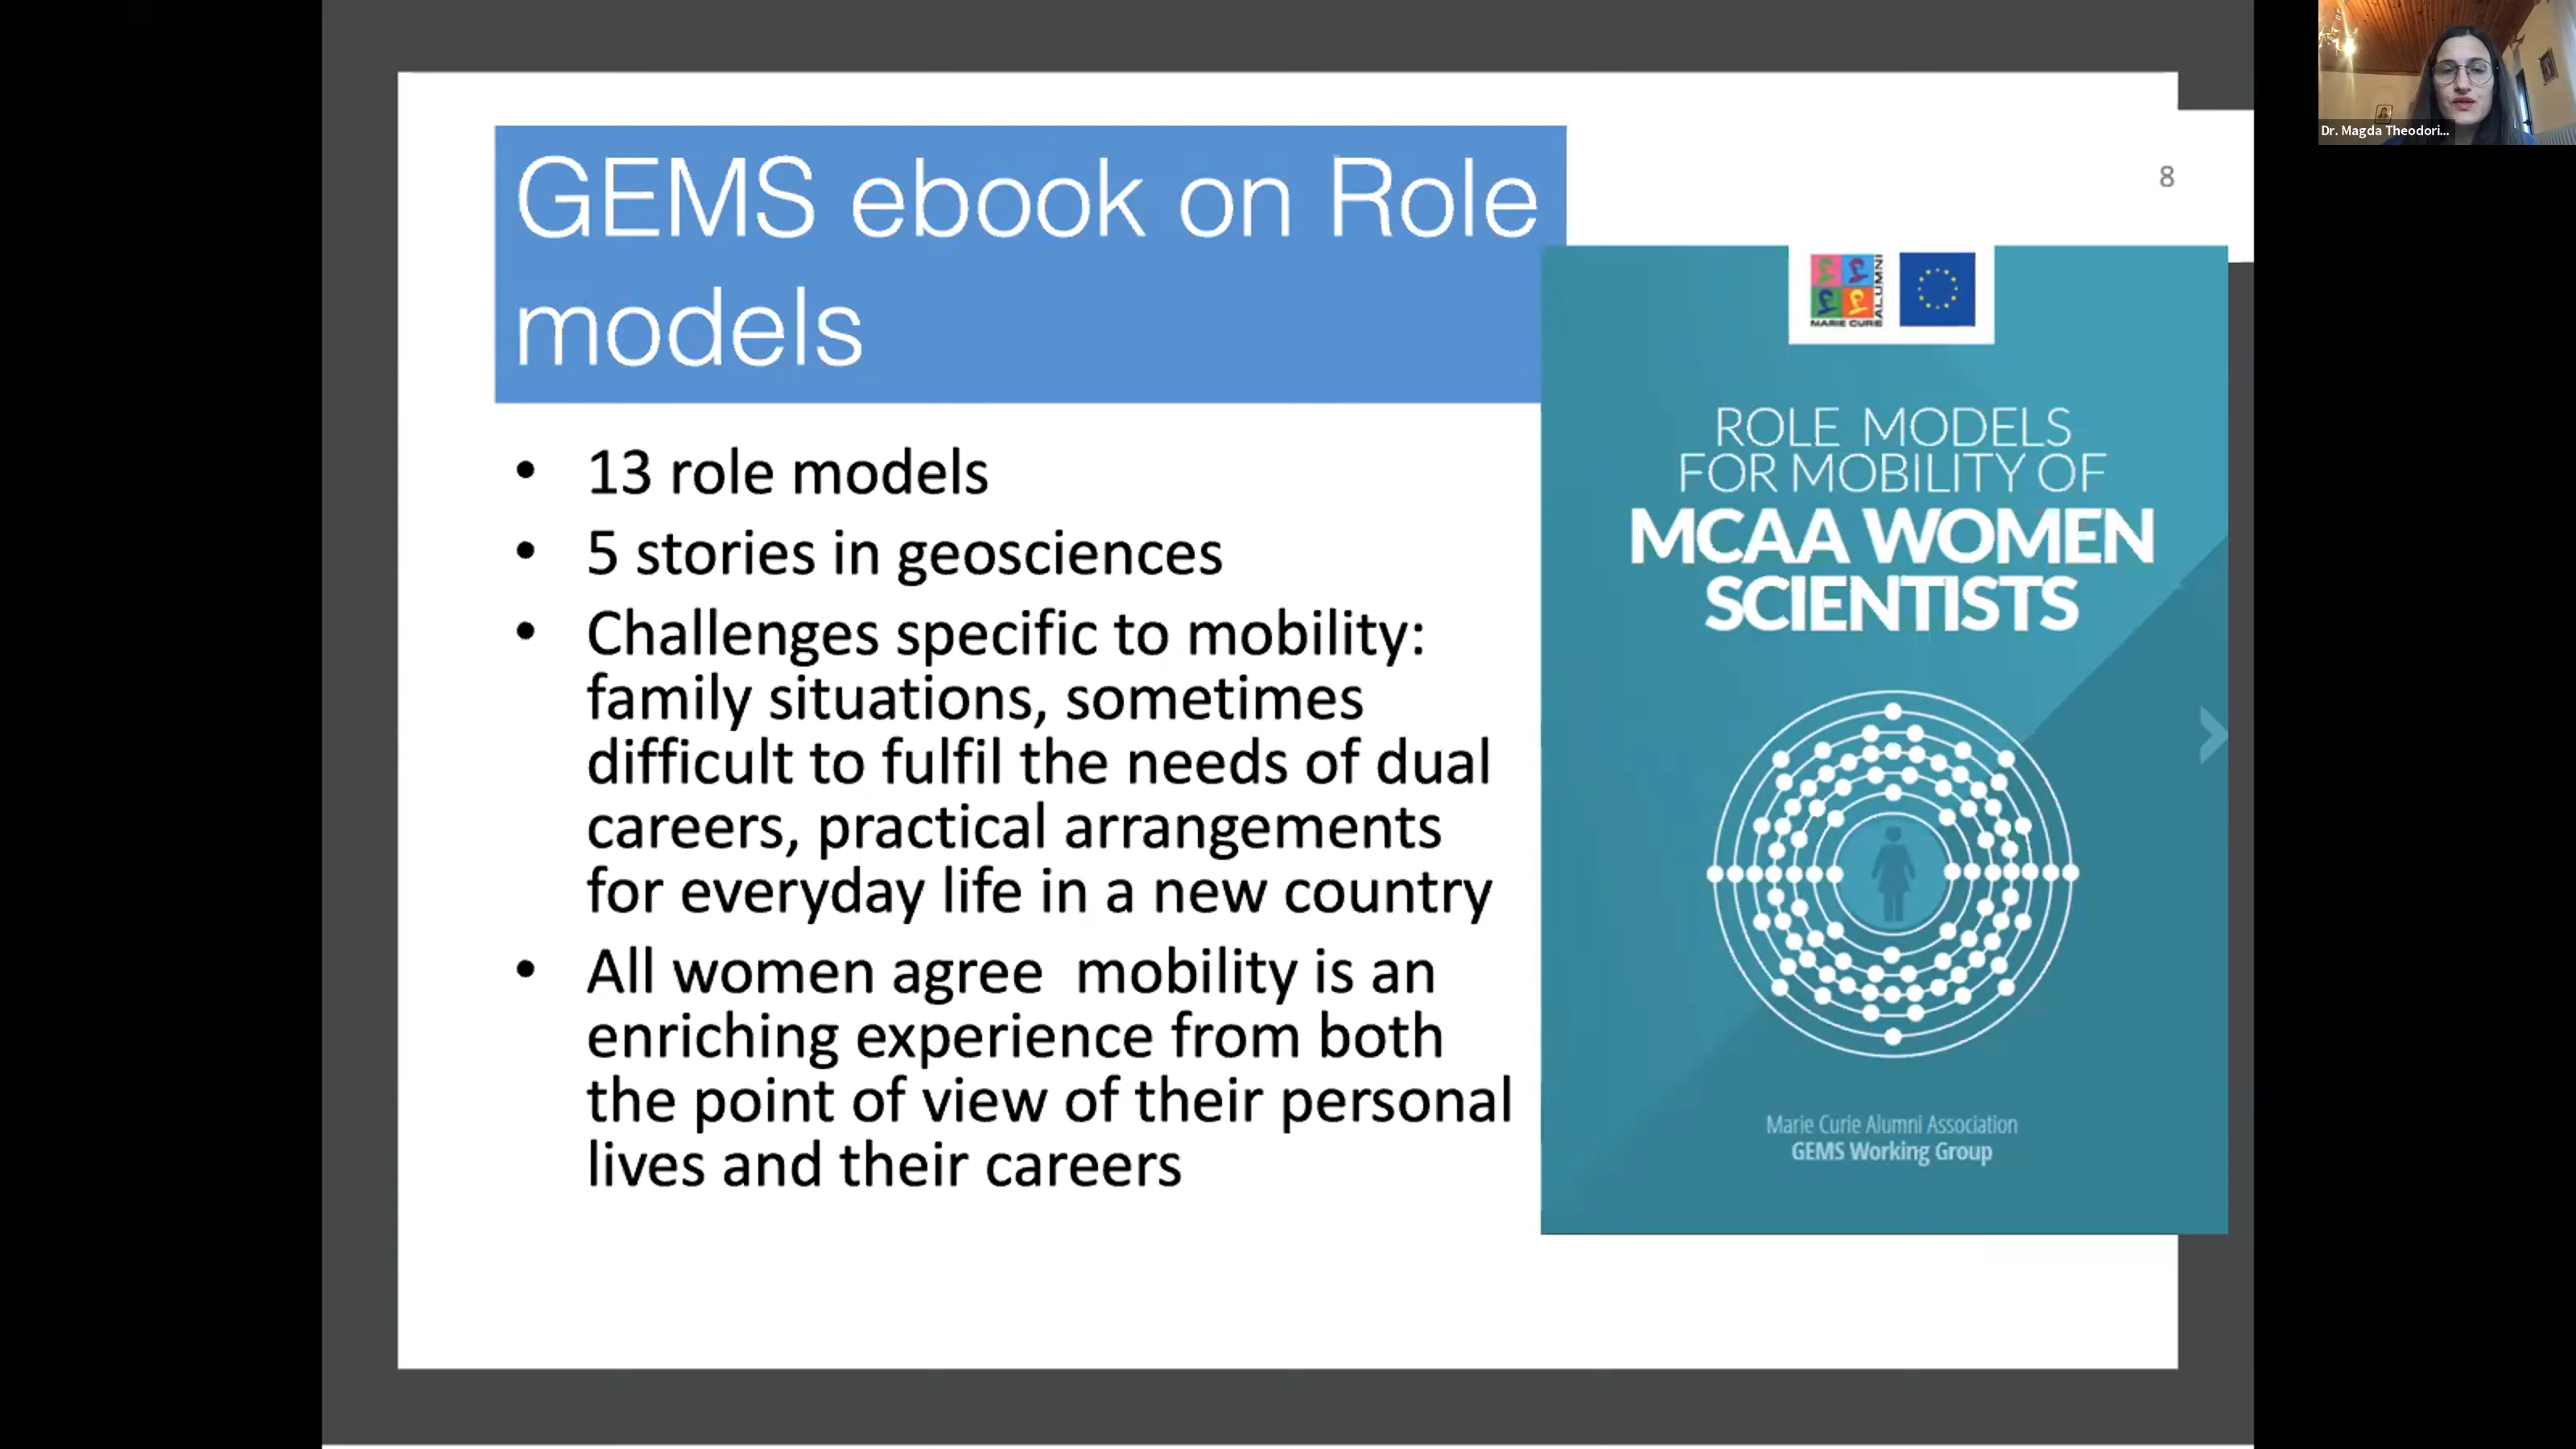 GEMS ebook on Role
models
8
• 13 role models
• 5 stories in geosciences
• Challenges specific to mobility:
family situations, sometimes
difficult to fulfil the needs of dual
careers, practical arrangements
for everyday life in a new country
• All women agree  mobility is an
enriching experience from both
the point of view of their personal
lives and their careers
MARIE CURIE
ALUMNI
ROLE MODELS
FOR MOBILITY OF
MCAA WOMEN
SCIENTISTS
Marie Curie Alumni Association
GEMS Working Group
Dr. Magda Theodori...